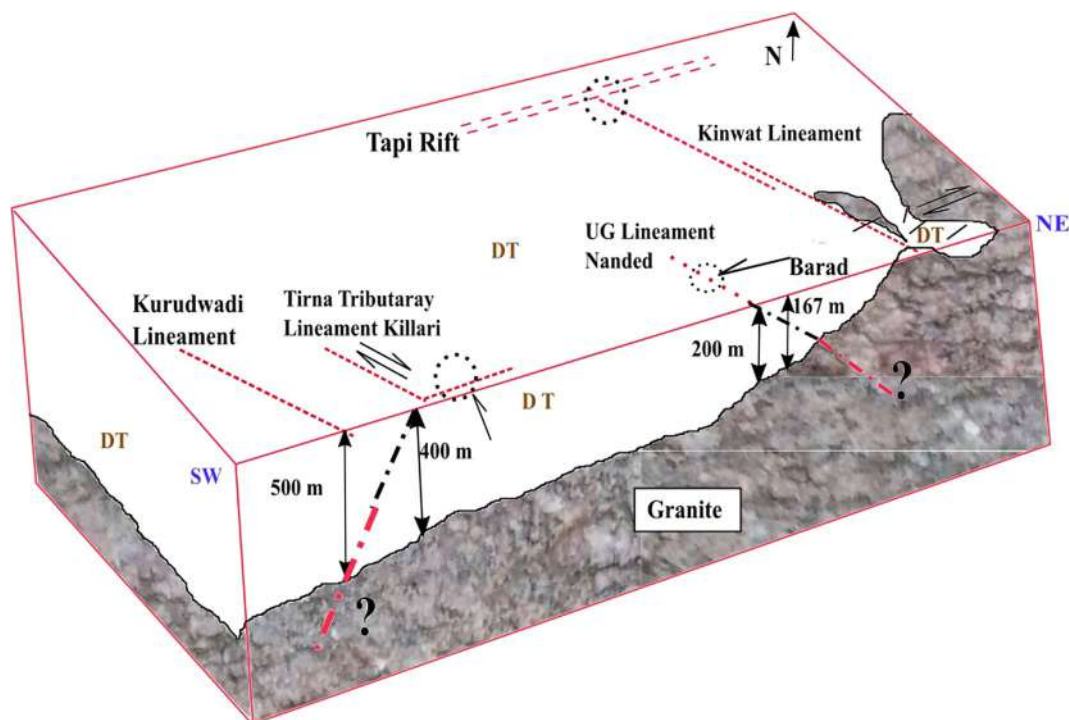 N
Tapi Rift
Kinwat Lineament
NE
DT
DT
UG Lineament
Nanded
Barad
Kurudwadi
Lineament
Tirna Tributaray
Lineament Killari
167 m
200 m
?
D T
DT
SW
400 m
500 m
Granite
?